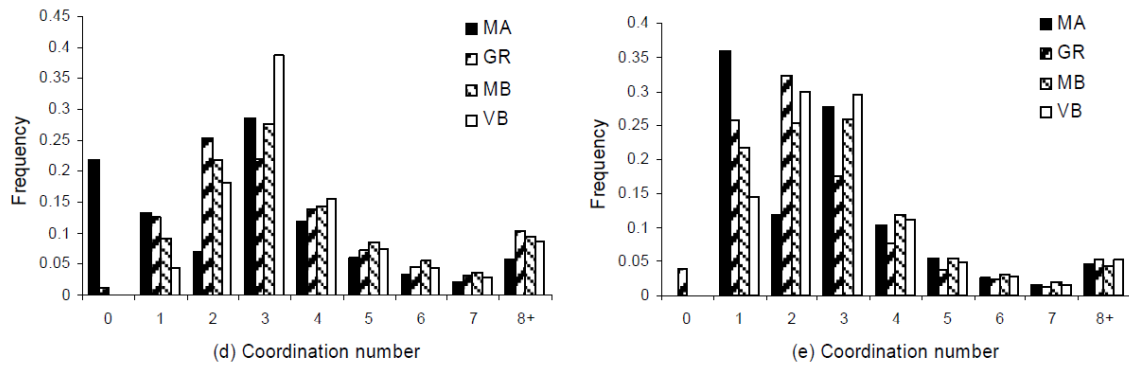 0.45
0.4
0.35
0.3
0.25
0.2
0.15
0.1
0.05
0
Frequency
MA
GR
MB
VB
0 1 2 3 4 5 6 7 8+
(d) Coordination number
0.4
0.35
0.3
0.25
0.2
0.15
0.1
0.05
0
Frequency
MA
GR
MB
VB
0 1 2 3 4 5 6 7 8+
(e) Coordination number